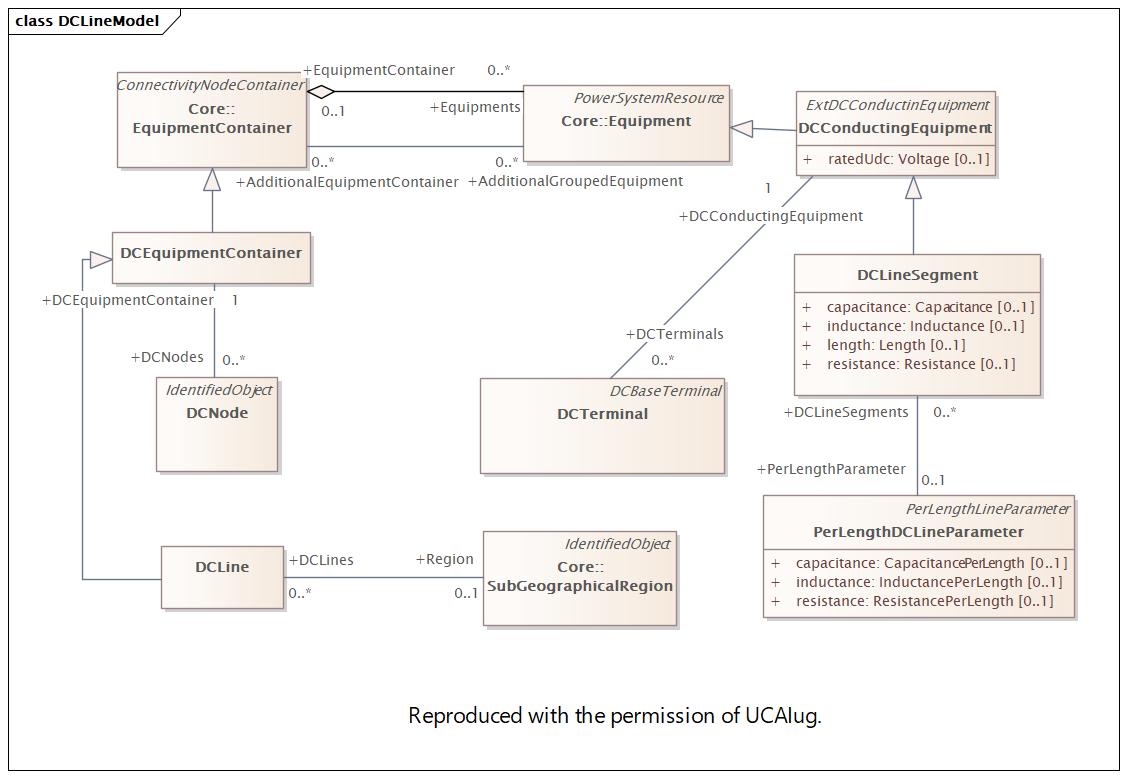 class DCLineModel
ConnectivityNodeContainer
Core::
EquipmentContainer
+EquipmentContainer
0..*
0..1
+Equipments
PowerSystemResource
Core::Equipment
ExtDCConductinEquipment
DCConductingEquipment
+ ratedUdc: Voltage [0..1]
0..*
0..*
+AdditionalEquipmentContainer
+AdditionalGroupedEquipment
1
+DCConductingEquipment
DCEquipmentContainer
+DCEquipmentContainer
1
+DCNodes
0..*
IdentifiedObject
DCNode
+DCTerminals
0..*
DCBaseTerminal
DCTerminal
DCLineSegment
+ capacitance: Capacitance [0..1]
+ inductance: Inductance [0..1]
+ length: Length [0..1]
+ resistance: Resistance [0..1]
+DCLineSegments
0..*
+PerLengthParameter
0..1
PerLengthLineParameter
PerLengthDCLineParameter
+ capacitance: CapacitancePerLength [0..1]
+ inductance: InductancePerLength [0..1]
+ resistance: ResistancePerLength [0..1]
DCLine
+DCLines
0..*
+Region
0..1
IdentifiedObject
Core::
SubGeographicalRegion
Reproduced with the permission of UCAIug.